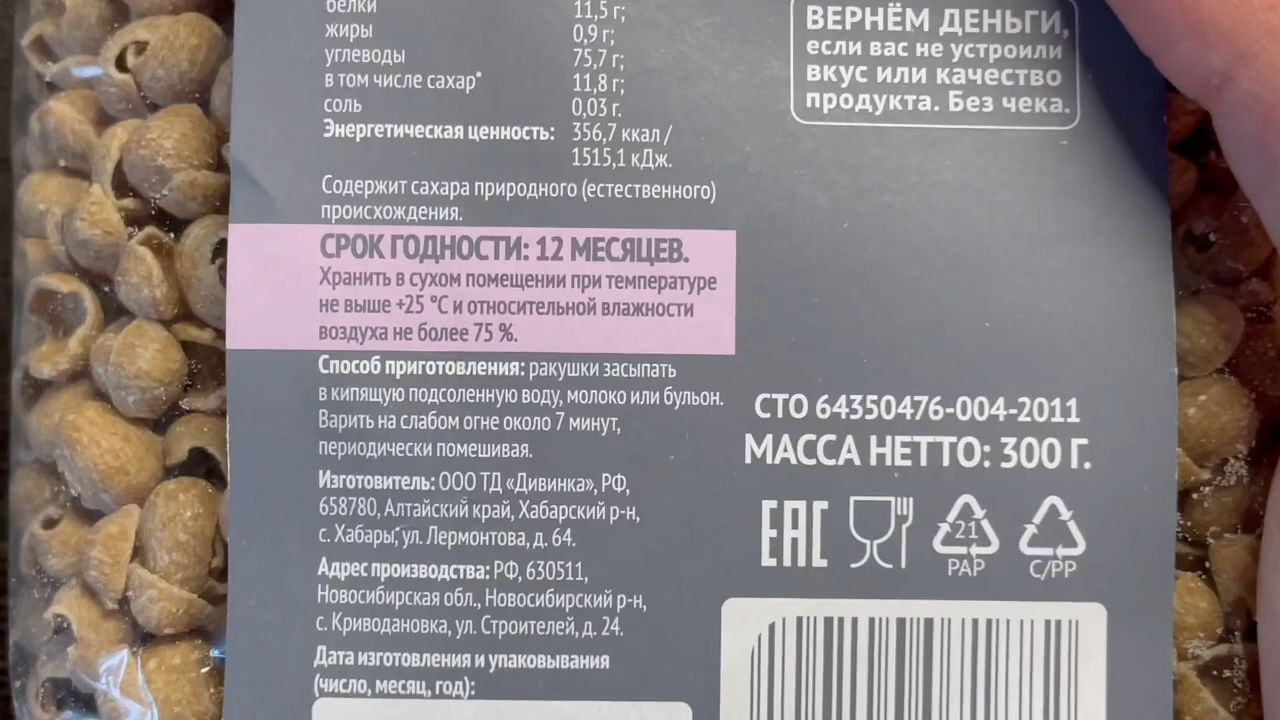 белки 11,5 г;
жиры 0,9 г;
углеводы 75,7 г;
в том числе сахар* 11,8 г;
соль 0,03 г.
Энергетическая ценность: 356,7 ккал /
1515,1 кДж.
Содержит сахара природного (естественного)
происхождения.
СРОК ГОДНОСТИ: 12 МЕСЯЦЕВ.
Хранить в сухом помещении при температуре
не выше +25 °С и относительной влажности
воздуха не более 75 %.
Способ приготовления: ракушки засыпать
в кипящую подсоленную воду, молоко или бульон.
Варить на слабом огне около 7 минут,
периодически помешивая.
Изготовитель: ООО ТД «Дивинка», РФ,
658780, Алтайский край, Хабарский р-н,
с. Хабары, ул. Лермонтова, д. 64.
Адрес производства: РФ, 630511,
Новосибирская обл., Новосибирский р-н,
с. Криводановка, ул. Строителей, д. 24.
Дата изготовления и упаковывания
(число, месяц, год):
ВЕРНЁМ ДЕНЬГИ,
если вас не устроили
вкус или качество
продукта. Без чека.
СТО 64350476-004-2011
МАССА НЕТТО: 300 Г.
EAC
21
PAP
C/PP